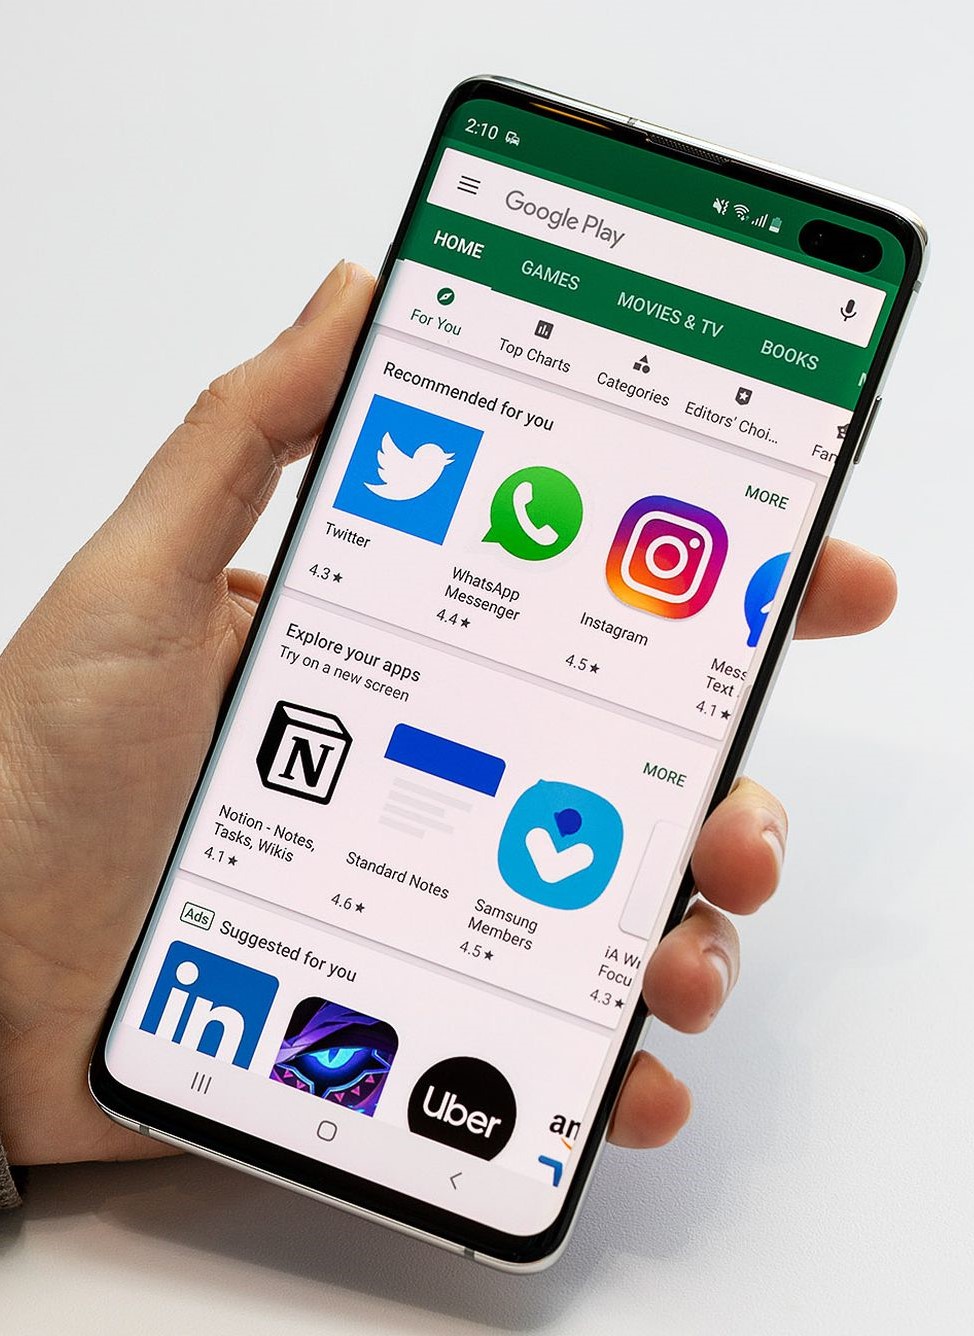 2:10
Google Play
HOME
GAMES
MOVIES & TV
BOOKS
For You
Top Charts
Categories
Editors' Choi...
Fan
Recommended for you
MORE
Twitter
4.3★
WhatsApp
Messenger
4.4★
Instagram
4.5★
Mess
Text
4.1★
Explore your apps
Try on a new screen
MORE
N
Notion - Notes,
Tasks, Wikis
4.1★
Standard Notes
4.6★
Samsung
Members
4.5★
iA Wr
Focu
4.3★
Ads
Suggested for you
in
Uber
am